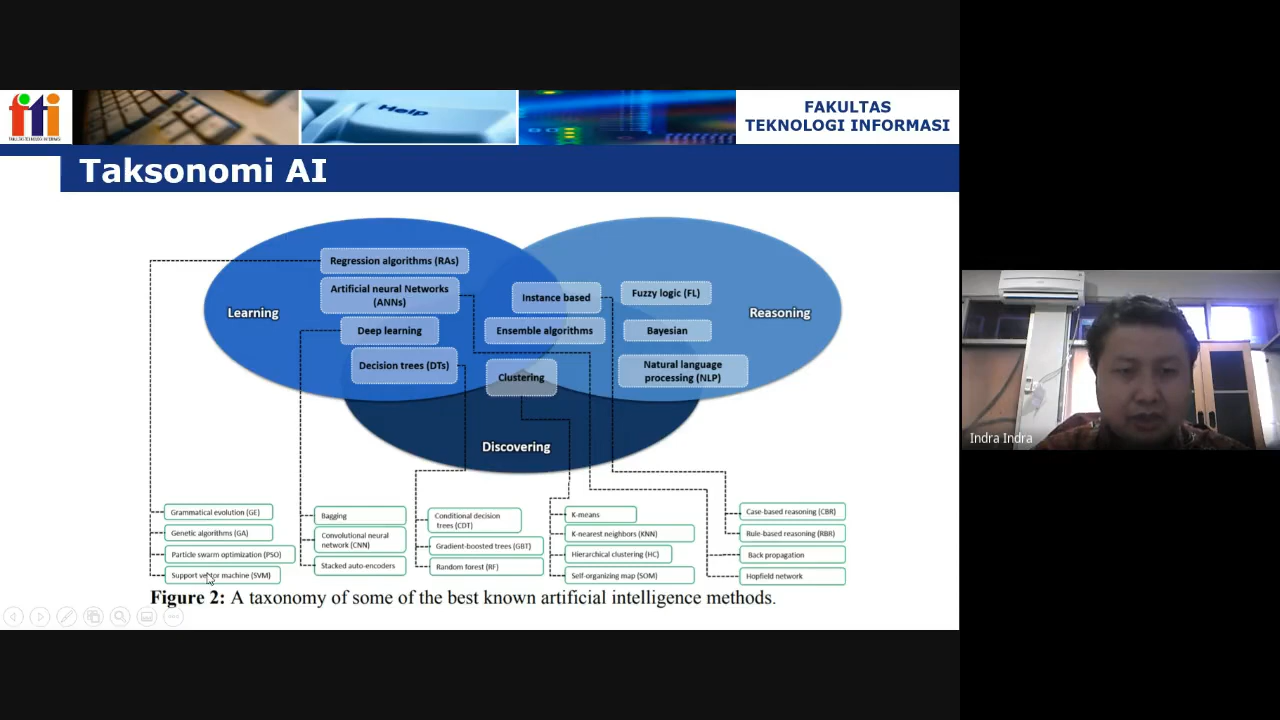 Help
FAKULTAS
TEKNOLOGI INFORMASI
fti
Taksonomi AI
Regression algorithms (RAs)
Artificial neural Networks
(ANNs)
Instance based
Fuzzy logic (FL)
Learning
Reasoning
Deep learning
Ensemble algorithms
Bayesian
Decision trees (DTs)
Clustering
Natural language
processing (NLP)
Discovering
Grammatical evolution (GE)
Genetic algorithms (GA)
Particle swarm optimization (PSO)
Support vector machine (SVM)
Bagging
Convolutional neural
network (CNN)
Stacked auto-encoders
Conditional decision
trees (CDT)
Gradient-boosted trees (GBT)
Random forest (RF)
K-means
K-nearest neighbors (KNN)
Hierarchical clustering (HC)
Self-organizing map (SOM)
Case-based reasoning (CBR)
Rule-based reasoning (RBR)
Back propagation
Hopfield network
Figure 2: A taxonomy of some of the best known artificial intelligence methods.
Indra Indra